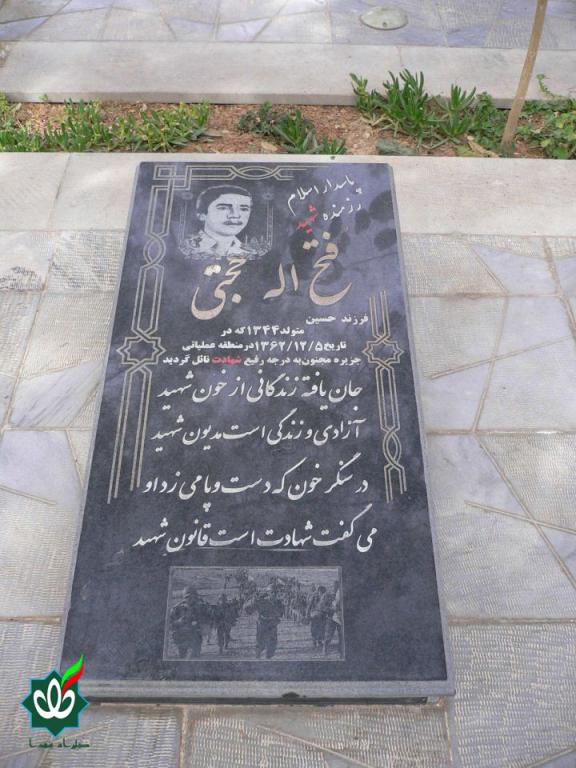 پاسدار اسلام
رزمنده شهید
فتح اله حجتی
فرزند حسین
متولد ۱۳۴۴ که در
تاریخ ۱۳۶۲/۱۲/۵ در منطقه عملیاتی
جزیره مجنون به درجه رفیع شهادت نائل گردید
جان یافته زندگانی از خون شهید
آزادی و زندگی است مدیون شهید
در سنگر خون که دست و پا می زد او
می گفت شهادت است قانون شهید